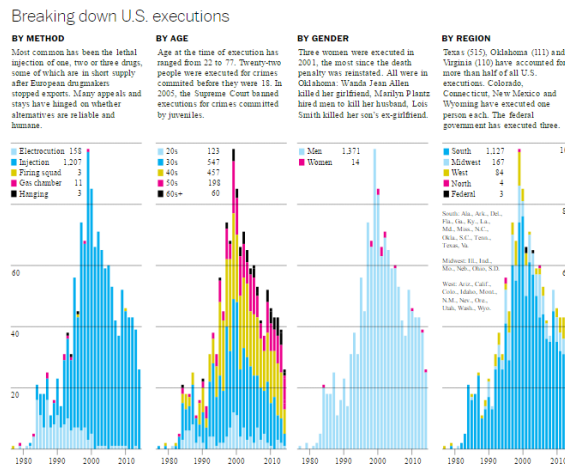 Breaking down U.S. executions
BY METHOD
Most common has been the lethal
injection of one, two or three drugs,
some of which are in short supply
after European drugmakers
stopped exports. Many appeals and
stays have hinged on whether
alternatives are reliable and
humane.
Electrocution 158
Injection 1,207
Firing squad 3
Gas chamber 11
Hanging 3
60
40
20
1980 1990 2000 2010
BY AGE
Age at the time of execution has
ranged from 22 to 77. Twenty-two
people were executed for crimes
commited before they were 18. In
2005, the Supreme Court banned
executions for crimes committed
by juveniles.
20s 123
30s 547
40s 457
50s 198
60s+ 60
1980 1990 2000 2010
BY GENDER
Three women were executed in
2001, the most since the death
penalty was reinstated. All were in
Oklahoma: Wanda Jean Allen
killed her girlfriend, Marilyn Plantz
hired men to kill her husband, Lois
Smith killed her son's ex-girlfriend.
Men 1,371
Women 14
1980 1990 2000 2010
BY REGION
Texas (515), Oklahoma (111) and
Virginia (110) have accounted for
more than half of all U.S.
executions. Colorado,
Connecticut, New Mexico and
Wyoming have executed one
person each. The federal
government has executed three.
South 1,127
Midwest 167
West 84
North 4
Federal 3
South: Ala., Ark., Del.,
Fla., Ga., Ky., La.,
Md., Miss., N.C.,
Okla., S.C., Tenn.,
Texas, Va.
Midwest: Ill., Ind.,
Mo., Neb., Ohio, S.D.
West: Ariz., Calif.,
Colo., Idaho, Mont.,
N.M., Nev., Ore.,
Utah, Wash., Wyo.
1980 1990 2000 2010